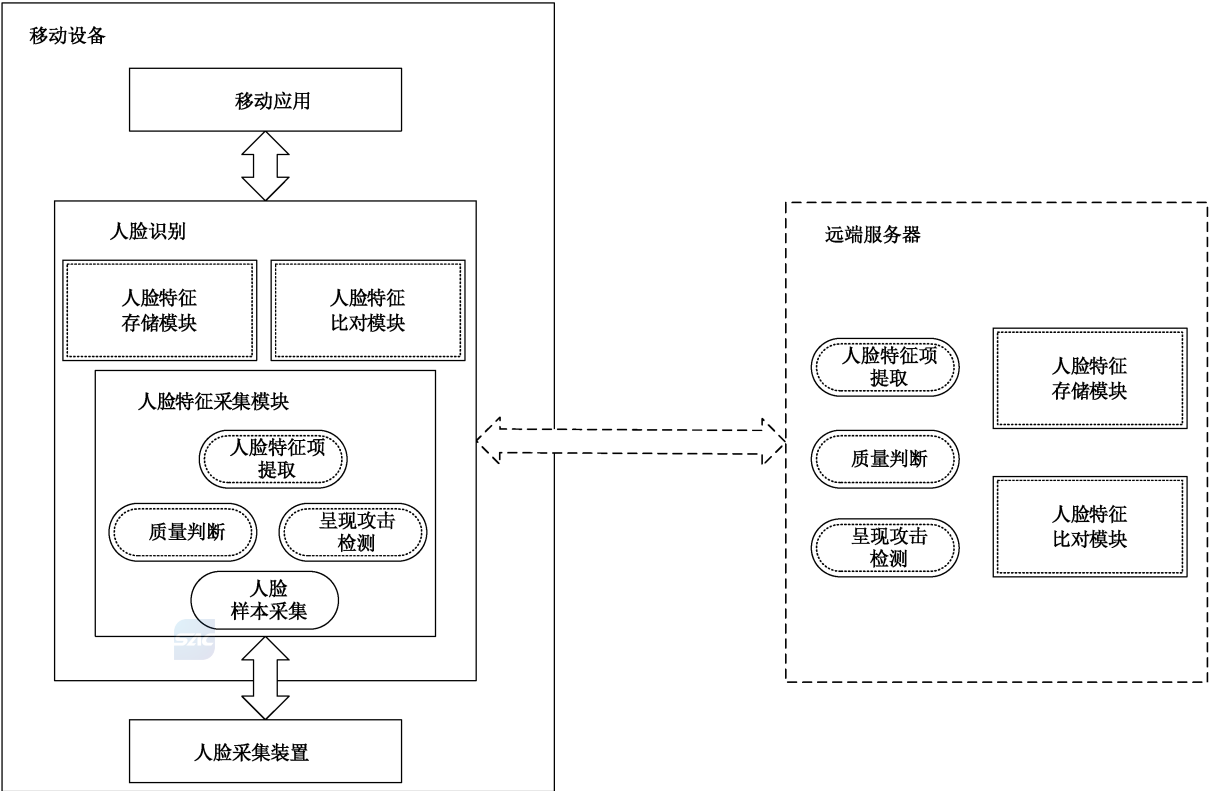 移动设备
移动应用
人脸识别
人脸特征
存储模块
人脸特征
比对模块
人脸特征采集模块
人脸特征项
提取
质量判断
呈现攻击
检测
人脸
样本采集
SZIC
人脸采集装置
远端服务器
人脸特征项
提取
质量判断
呈现攻击
检测
人脸特征
存储模块
人脸特征
比对模块